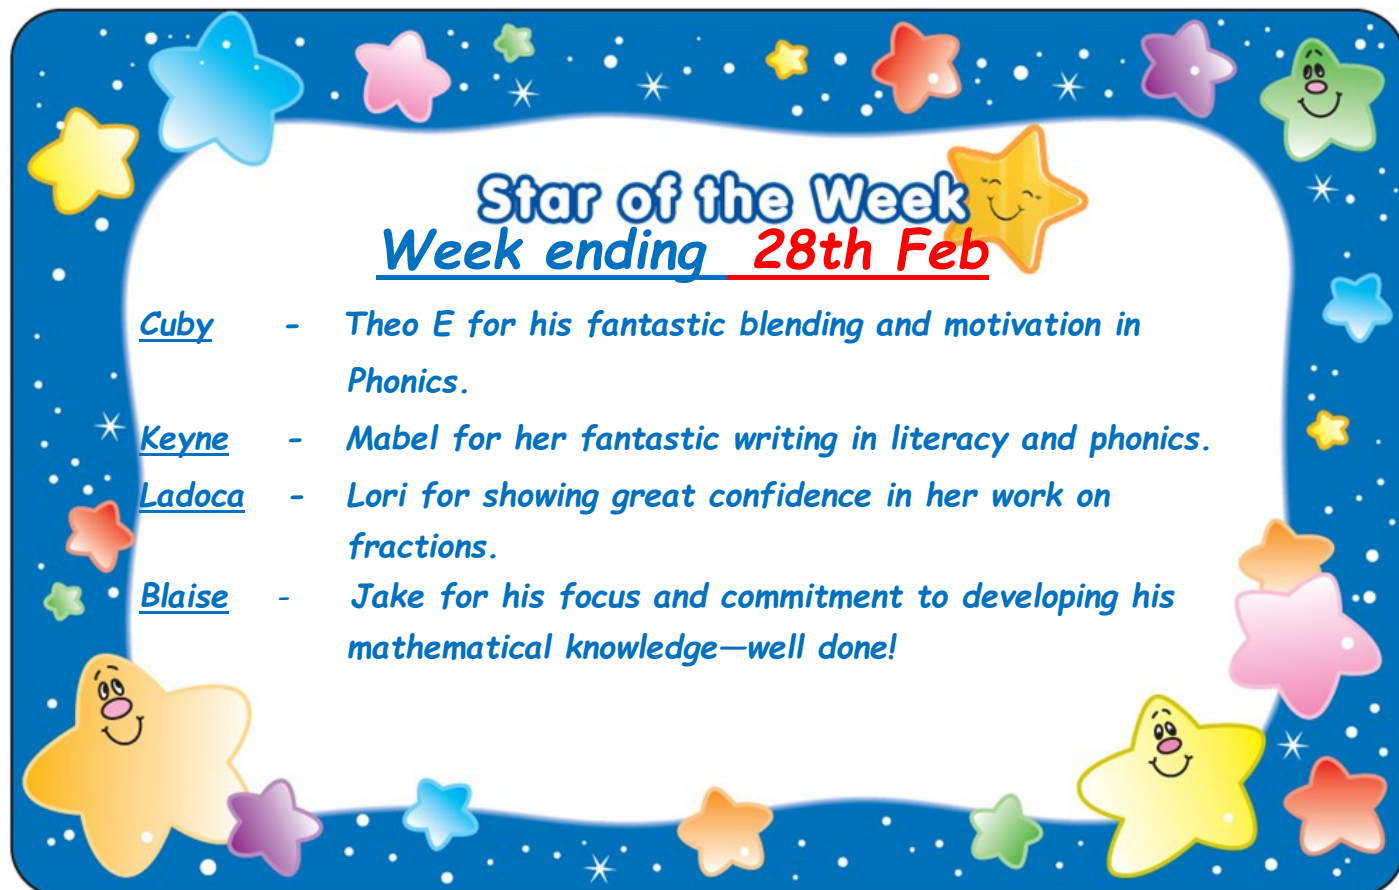 Star of the Week
Week ending 28th Feb
Cuby - Theo E for his fantastic blending and motivation in
Phonics.
Keyne - Mabel for her fantastic writing in literacy and phonics.
Ladoca - Lori for showing great confidence in her work on
fractions.
Blaise - Jake for his focus and commitment to developing his
mathematical knowledge—well done!